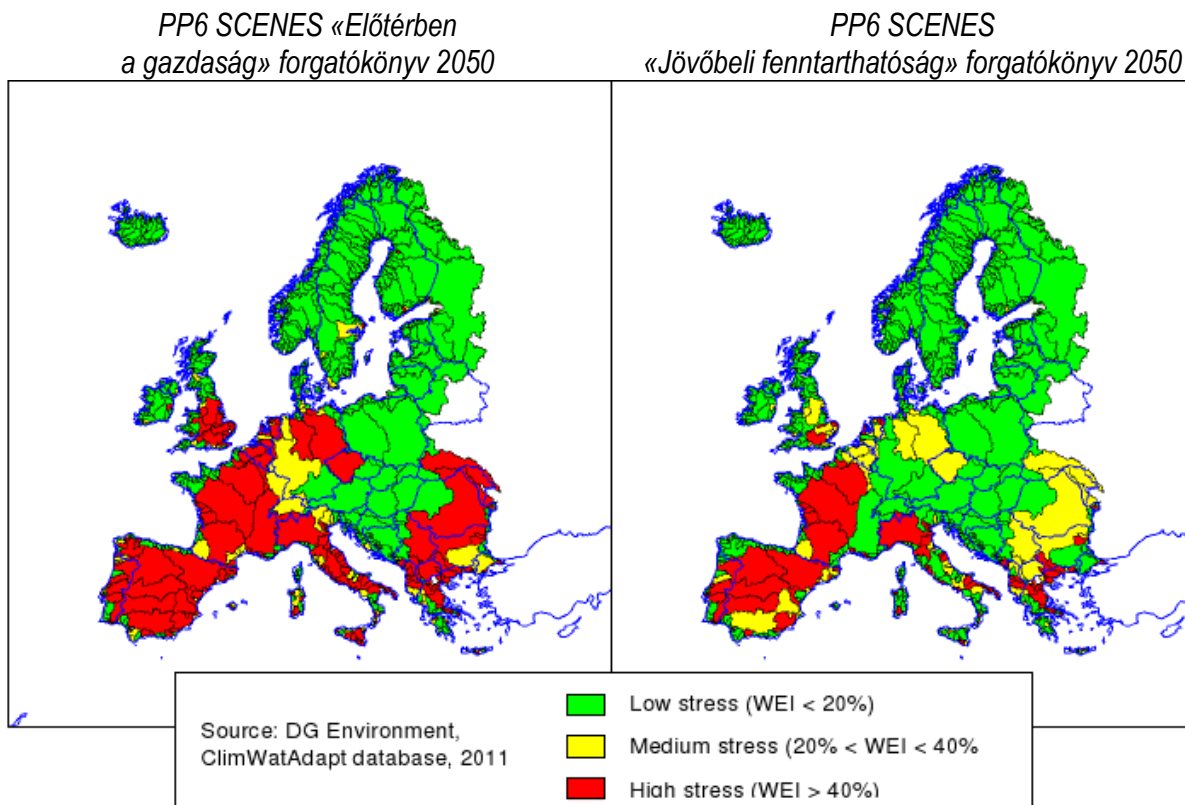 PP6 SCENES «Előtérben
a gazdaság» forgatókönyv 2050
PP6 SCENES
«Jövőbeli fenntarthatóság» forgatókönyv 2050
Source: DG Environment,
ClimWatAdapt database, 2011
Low stress (WEI < 20%)
Medium stress (20% < WEI < 40%
High stress (WEI > 40%)